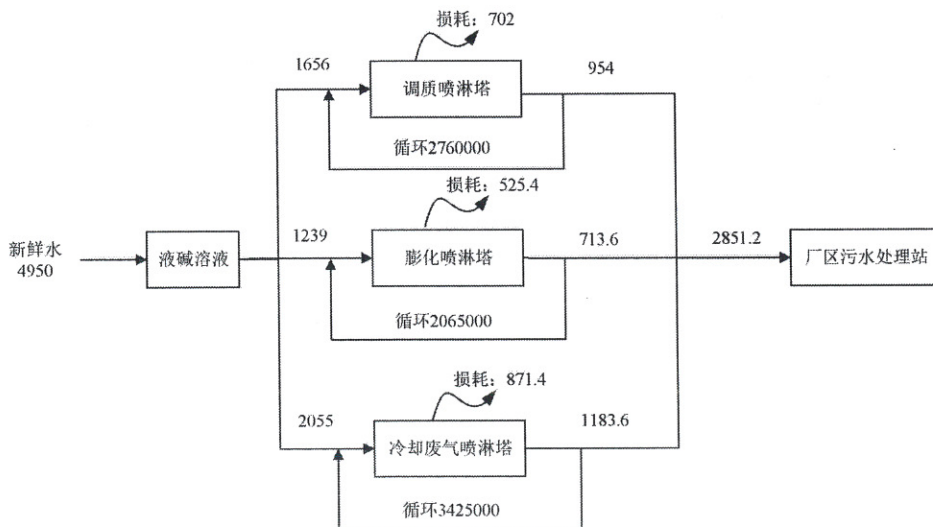 损耗：702
1656
调质喷淋塔
954
循环2760000
损耗：525.4
新鲜水
4950
液碱溶液
1239
膨化喷淋塔
713.6
2851.2
厂区污水处理站
循环2065000
损耗：871.4
2055
冷却废气喷淋塔
1183.6
循环3425000